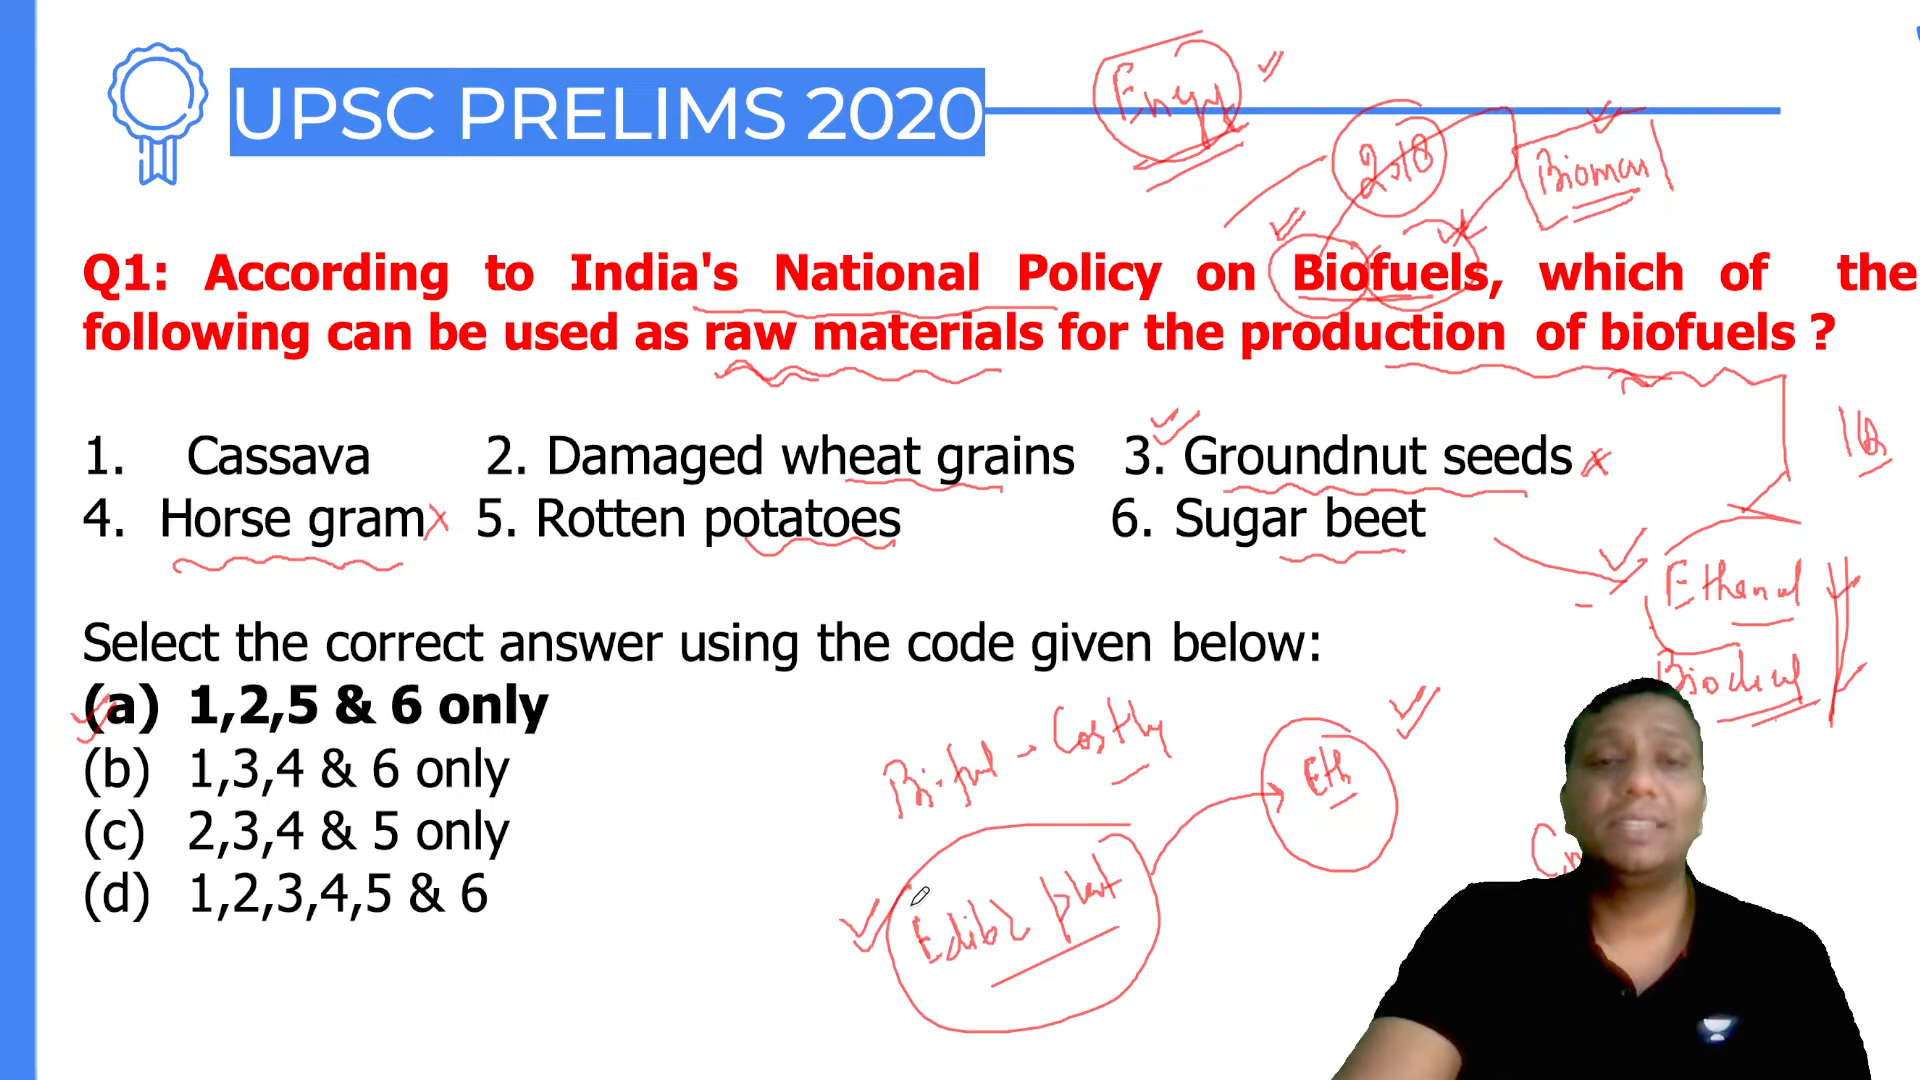 UPSC PRELIMS 2020
Q1: According to India's National Policy on Biofuels, which of the
following can be used as raw materials for the production of biofuels ?
1. Cassava 2. Damaged wheat grains 3. Groundnut seeds
4. Horse gram 5. Rotten potatoes 6. Sugar beet
Select the correct answer using the code given below:
(a) 1,2,5 & 6 only
(b) 1,3,4 & 6 only
(c) 2,3,4 & 5 only
(d) 1,2,3,4,5 & 6
2018
Ethanol
Costly
Eth
Edible plant